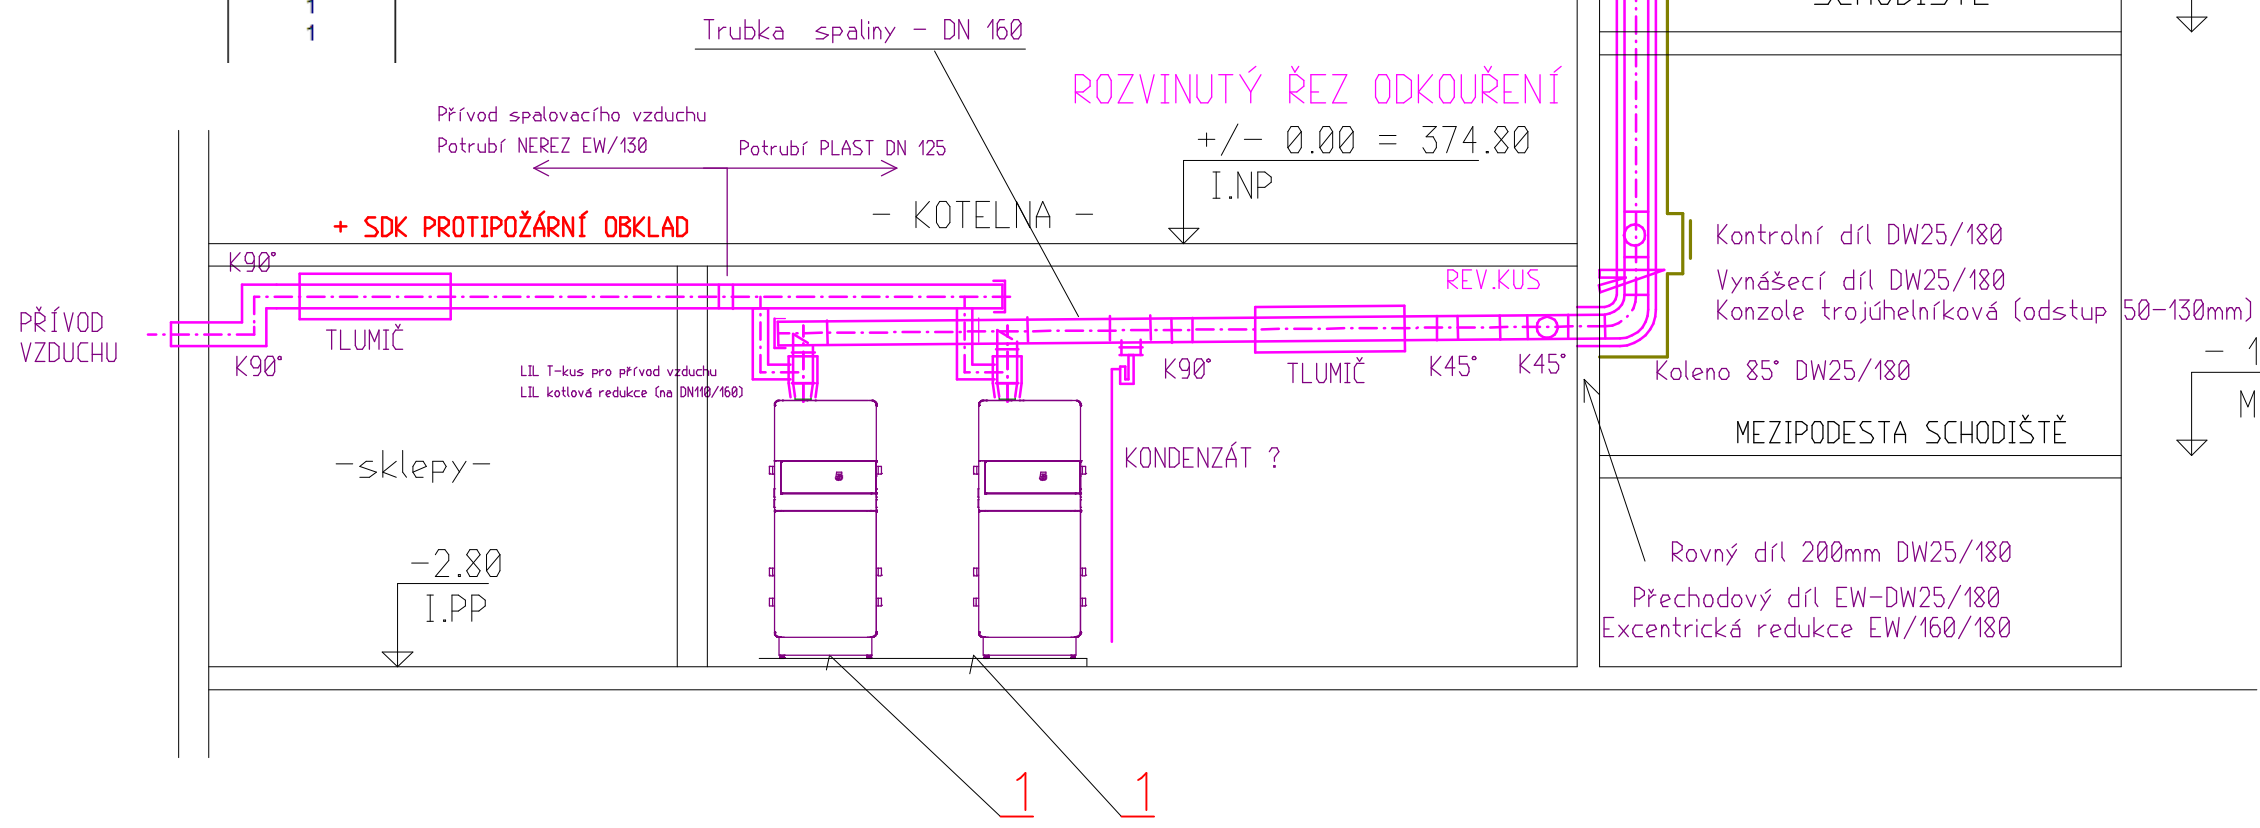 1
1
Trubka spaliny - DN 160
ROZVINUTÝ ŘEZ ODKOUŘENÍ
+/- 0.00 = 374.80
I.NP
Přívod spalovacího vzduchu
Potrubí NEREZ EW/130
Potrubí PLAST DN 125
+ SDK PROTIPOŽÁRNÍ OBKLAD
- KOTELNA -
K90°
TLUMIČ
K90°
PŘÍVOD
VZDUCHU
LIL T-kus pro přívod vzduchu
LIL kotlová redukce (na DN110/160)
REV.KUS
K90°
TLUMIČ
K45°
K45°
Kontrolní díl DW25/180
Vynášecí díl DW25/180
Konzole trojúhelníková (odstup 50-130mm)
Koleno 85° DW25/180
MEZIPODESTA SCHODIŠTĚ
KONDENZÁT ?
-sklepy-
-2.80
I.PP
Rovný díl 200mm DW25/180
Přechodový díl EW-DW25/180
Excentrická redukce EW/160/180
1
1